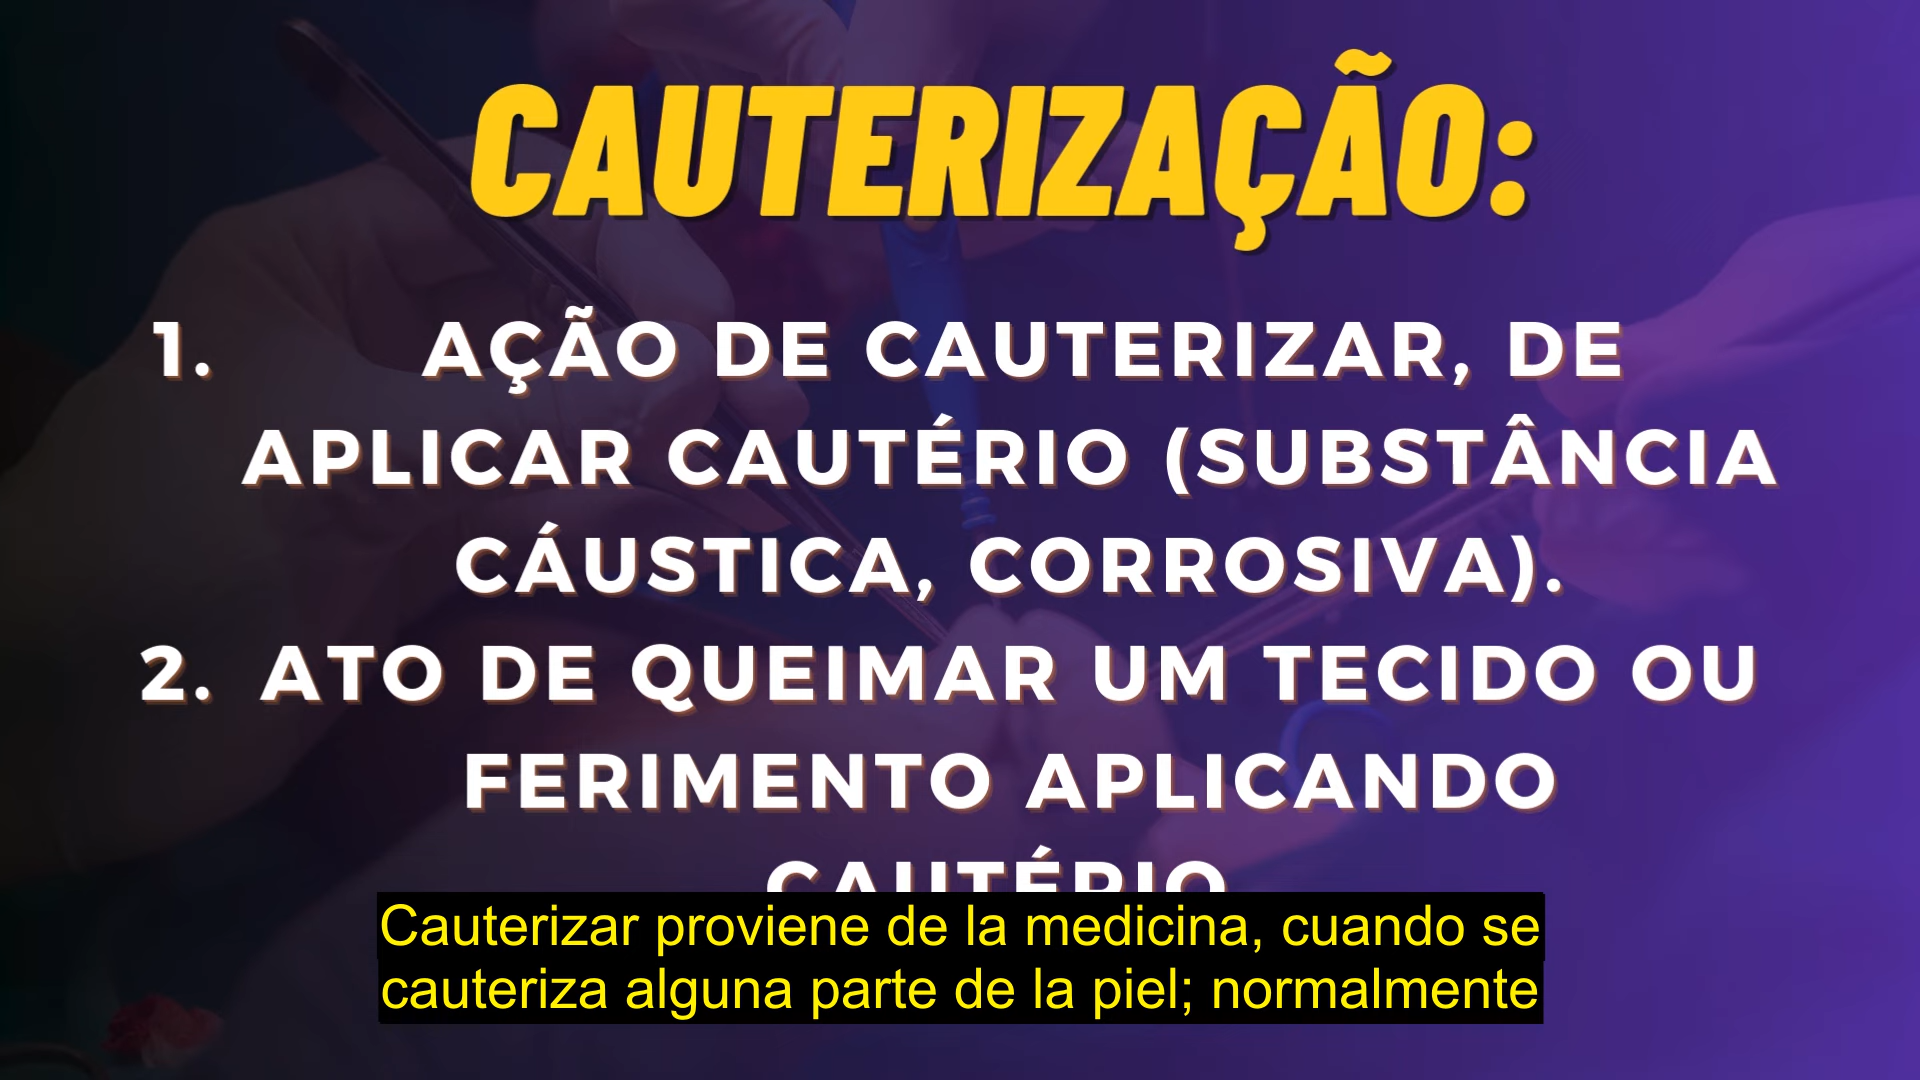 CAUTERIZAÇÃO:
1. AÇÃO DE CAUTERIZAR, DE
APLICAR CAUTÉRIO (SUBSTÂNCIA
CÁUSTICA, CORROSIVA).
2. ATO DE QUEIMAR UM TECIDO OU
FERIMENTO APLICANDO
CAUTÉRIO
Cauterizar proviene de la medicina, cuando se
cauteriza alguna parte de la piel; normalmente